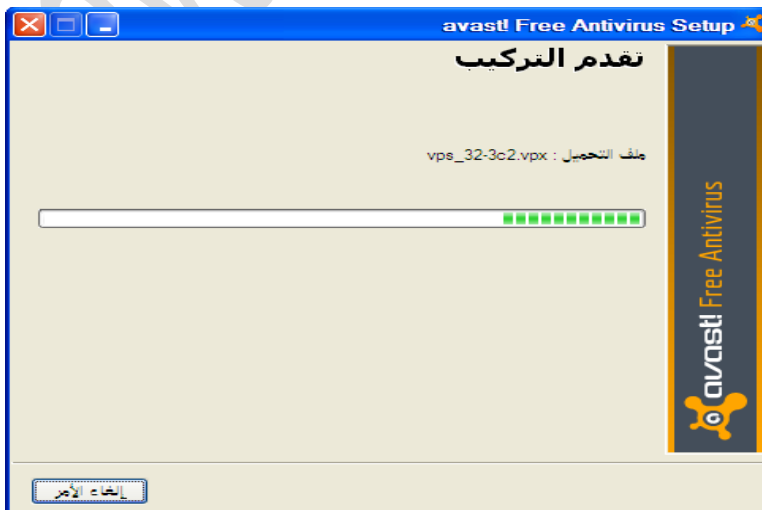 avast! Free Antivirus Setup
تقدم التركيب
ملف التحميل : vps_32-3c2.vpx
avast! Free Antivirus
إلغاء الأمر